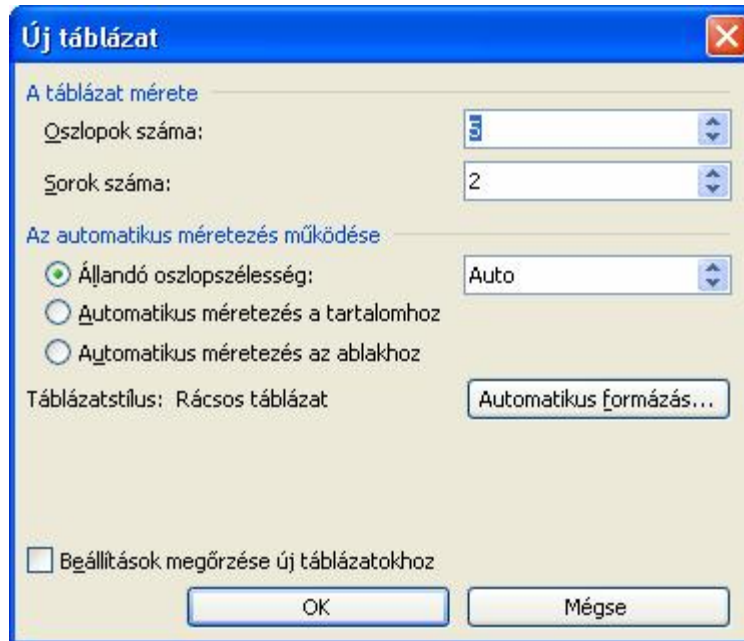 Új táblázat
A táblázat mérete
Oszlopok száma: 5
Sorok száma: 2
Az automatikus méretezés működése
Állandó oszlopszélesség: Auto
Automatikus méretezés a tartalomhoz
Automatikus méretezés az ablakhoz
Táblázatstílus: Rácsos táblázat Automatikus formázás...
Beállítások megőrzése új táblázatokhoz
OK Mégse